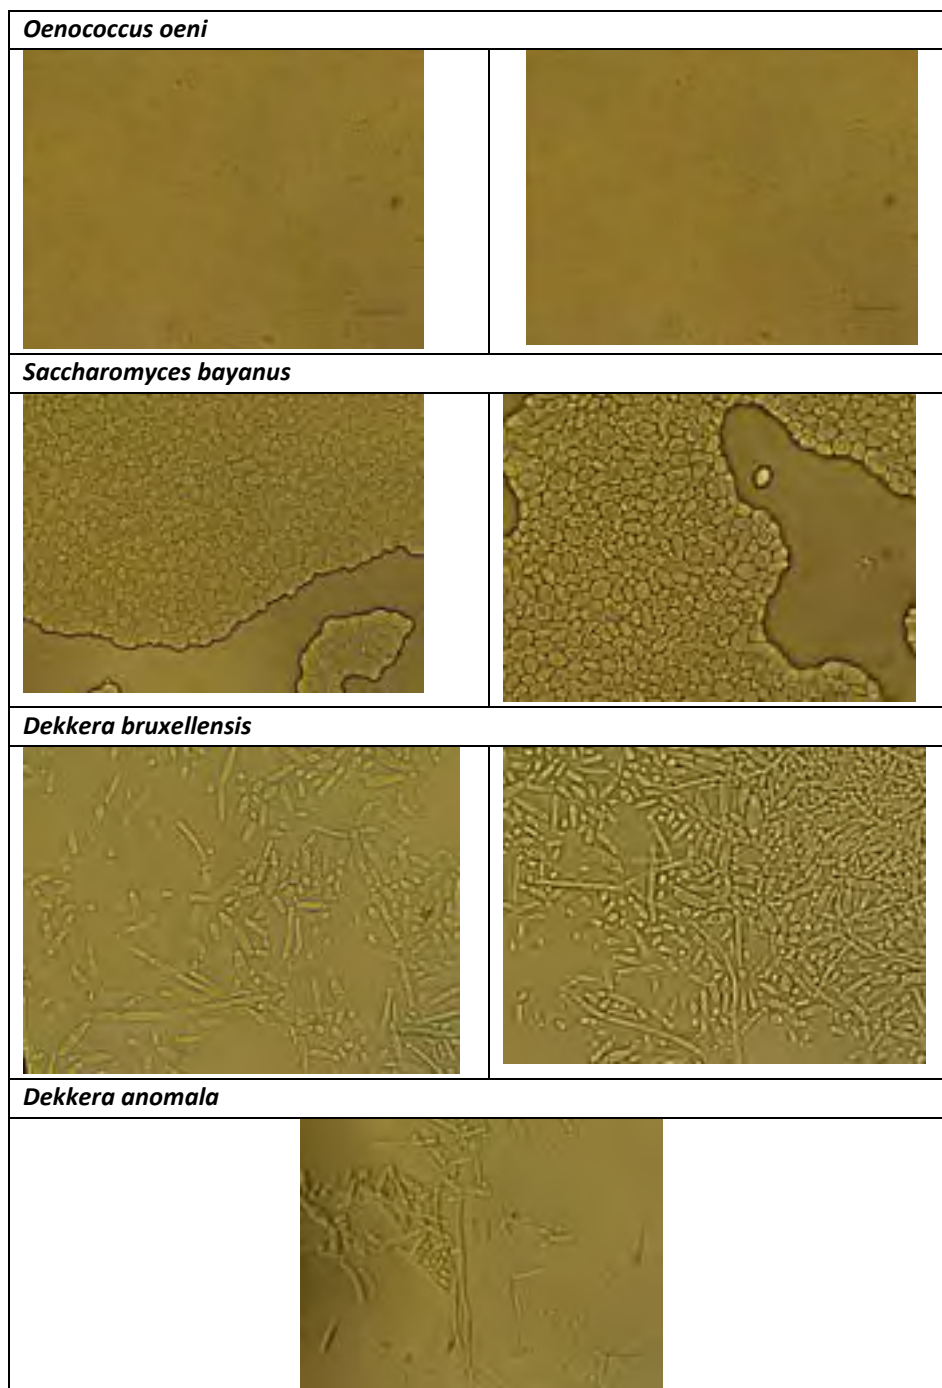 Oenococcus oeni
Saccharomyces bayanus
Dekkera bruxellensis
Dekkera anomala